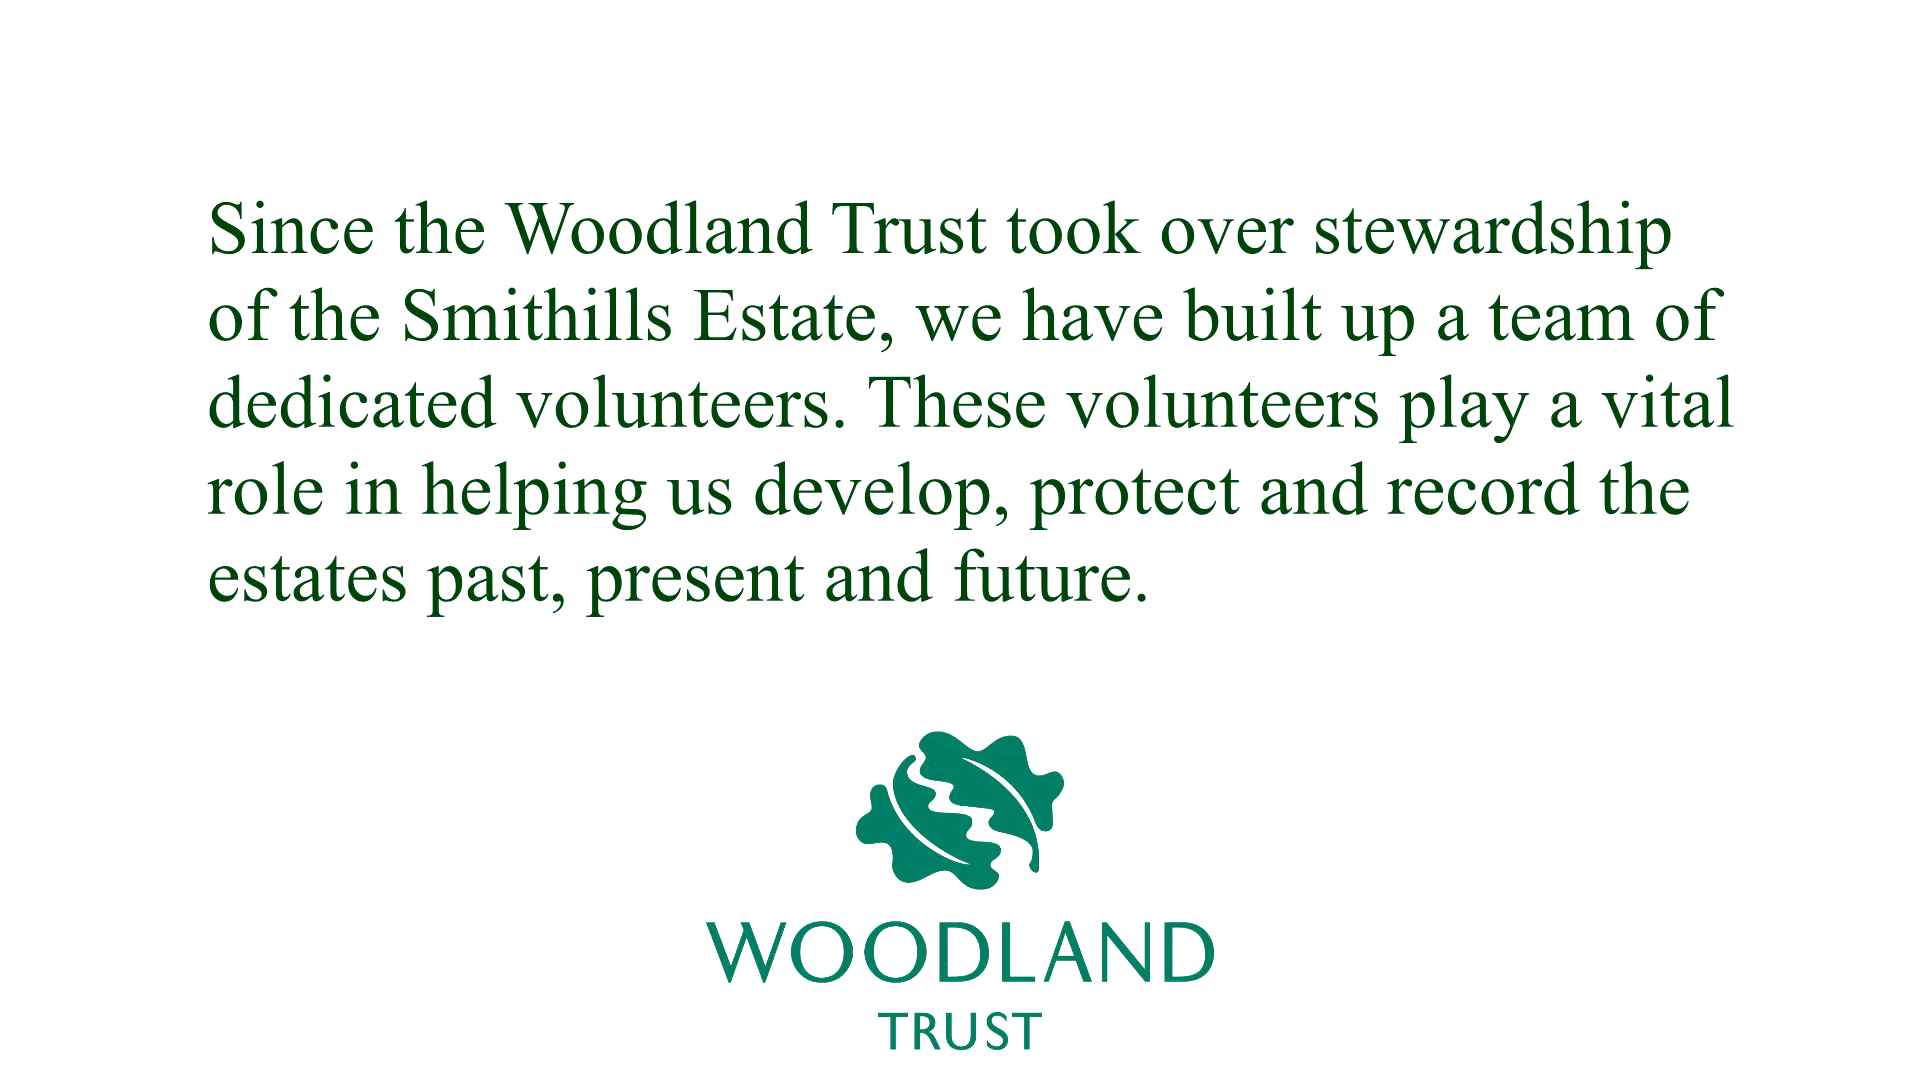 Since the Woodland Trust took over stewardship
of the Smithills Estate, we have built up a team of
dedicated volunteers. These volunteers play a vital
role in helping us develop, protect and record the
estates past, present and future.
WOODLAND
TRUST